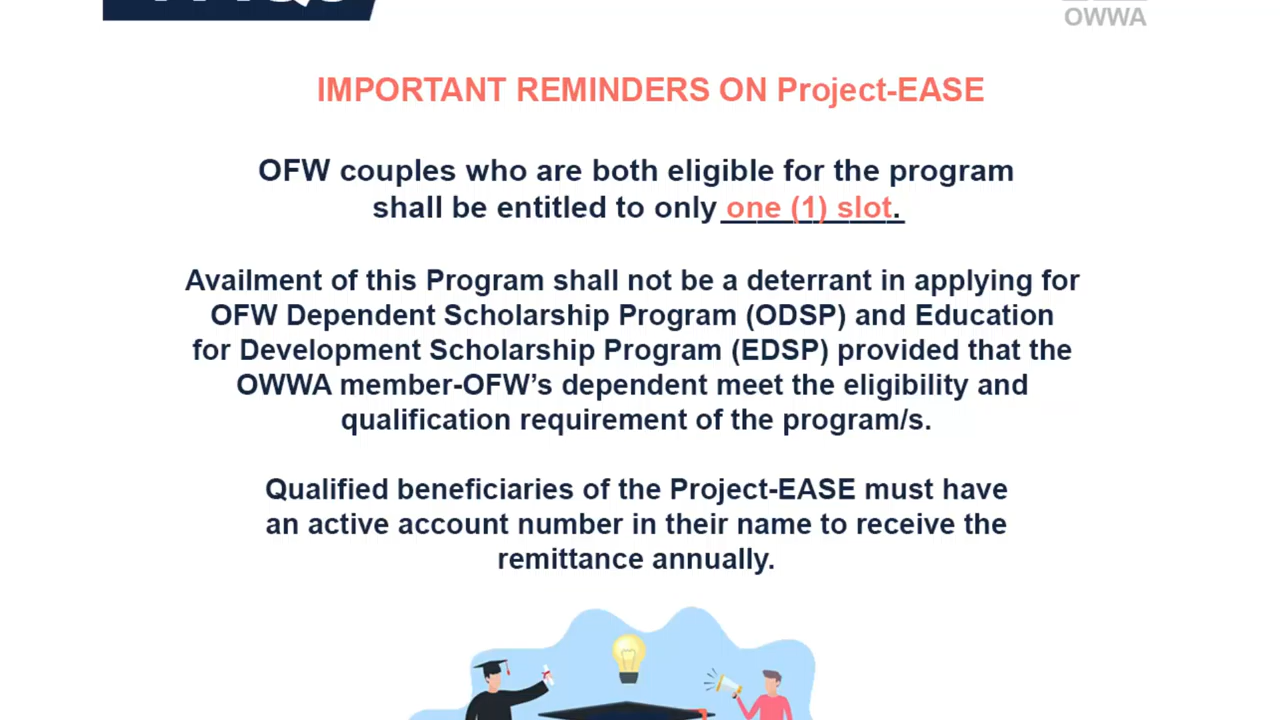 OWWA
IMPORTANT REMINDERS ON Project-EASE
OFW couples who are both eligible for the program
shall be entitled to only one (1) slot.
Availment of this Program shall not be a deterrant in applying for
OFW Dependent Scholarship Program (ODSP) and Education
for Development Scholarship Program (EDSP) provided that the
OWWA member-OFW’s dependent meet the eligibility and
qualification requirement of the program/s.
Qualified beneficiaries of the Project-EASE must have
an active account number in their name to receive the
remittance annually.